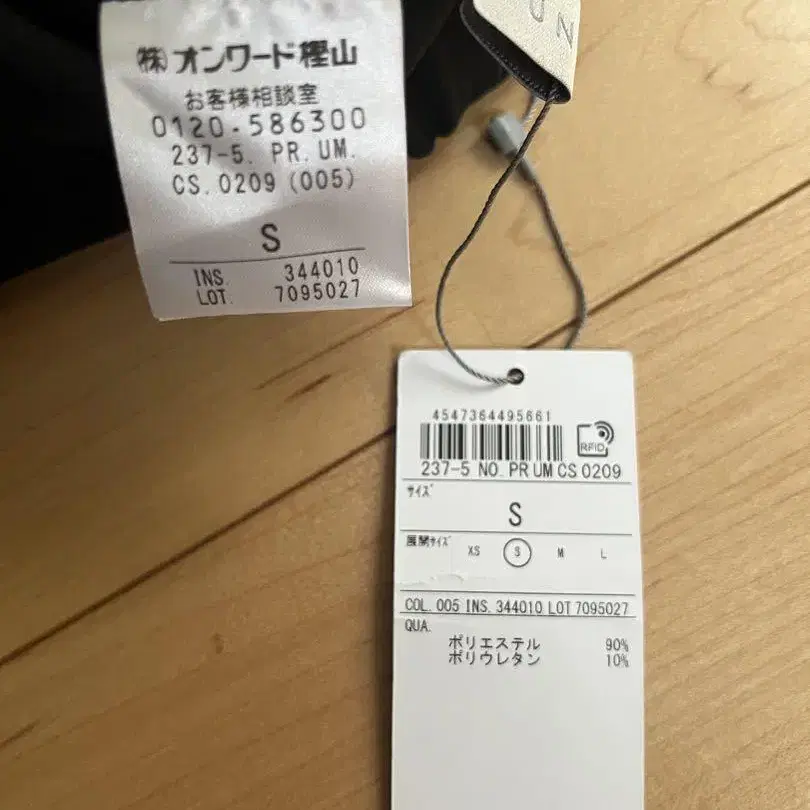 ㈱オンワード樫山
お客様相談室
0120-586300
237-5. PR. UM.
CS. 0209 (005)
S
INS. 344010
LOT. 7095027
UN
4547364495661
RFID
237-5 NO. PR UM CS 0209
サイズ
S
展開サイズ XS S M L
COL. 005 INS. 344010 LOT 7095027
QUA.
ポリエステル 90%
ポリウレタン 10%